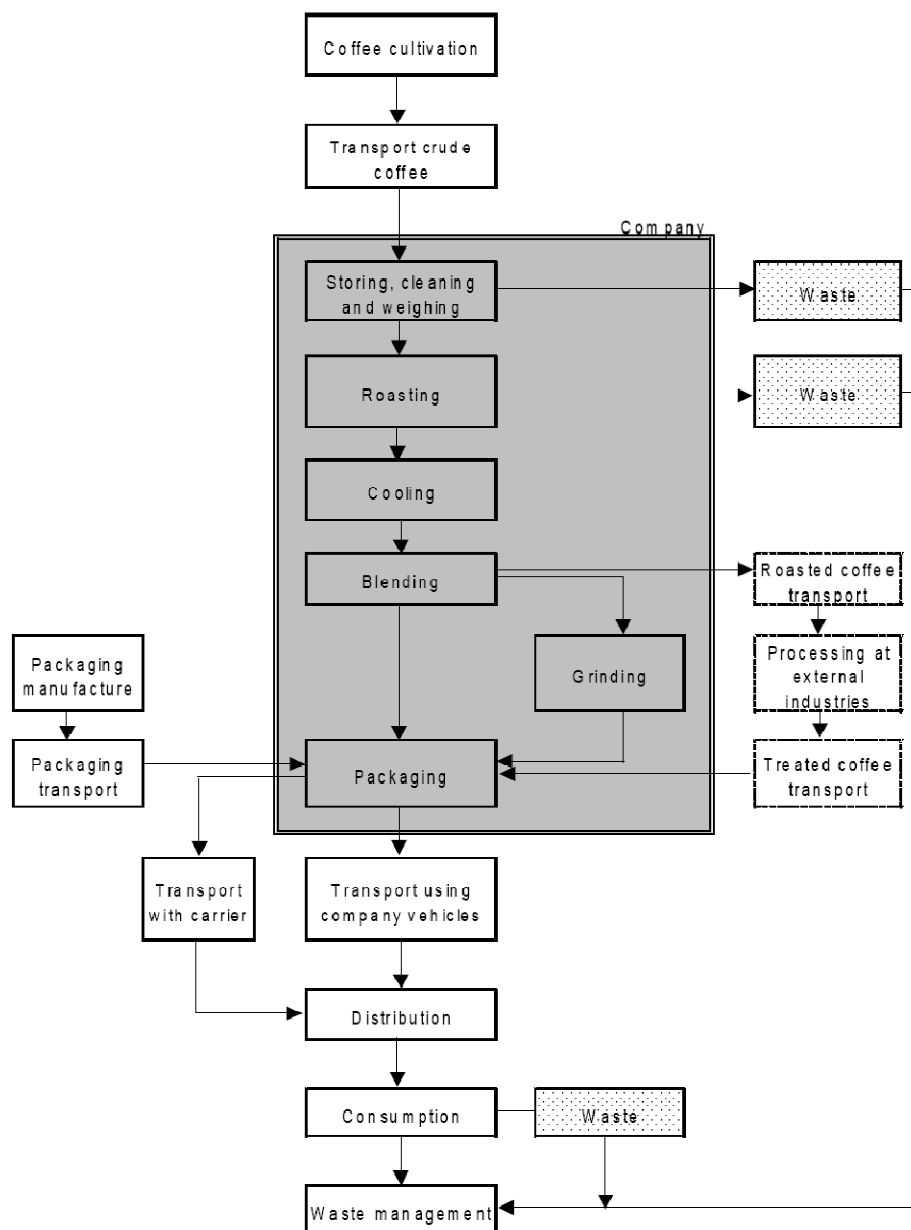 Coffee cultivation
Transport crude
coffee
Company
Storing, cleaning
and weighing
Waste
Roasting
Waste
Cooling
Blending
Roasted coffee
transport
Packaging
manufacture
Grinding
Processing at
external
industries
Packaging
transport
Packaging
Treated coffee
transport
Transport
with carrier
Transport using
company vehicles
Distribution
Consumption
Waste
Waste management